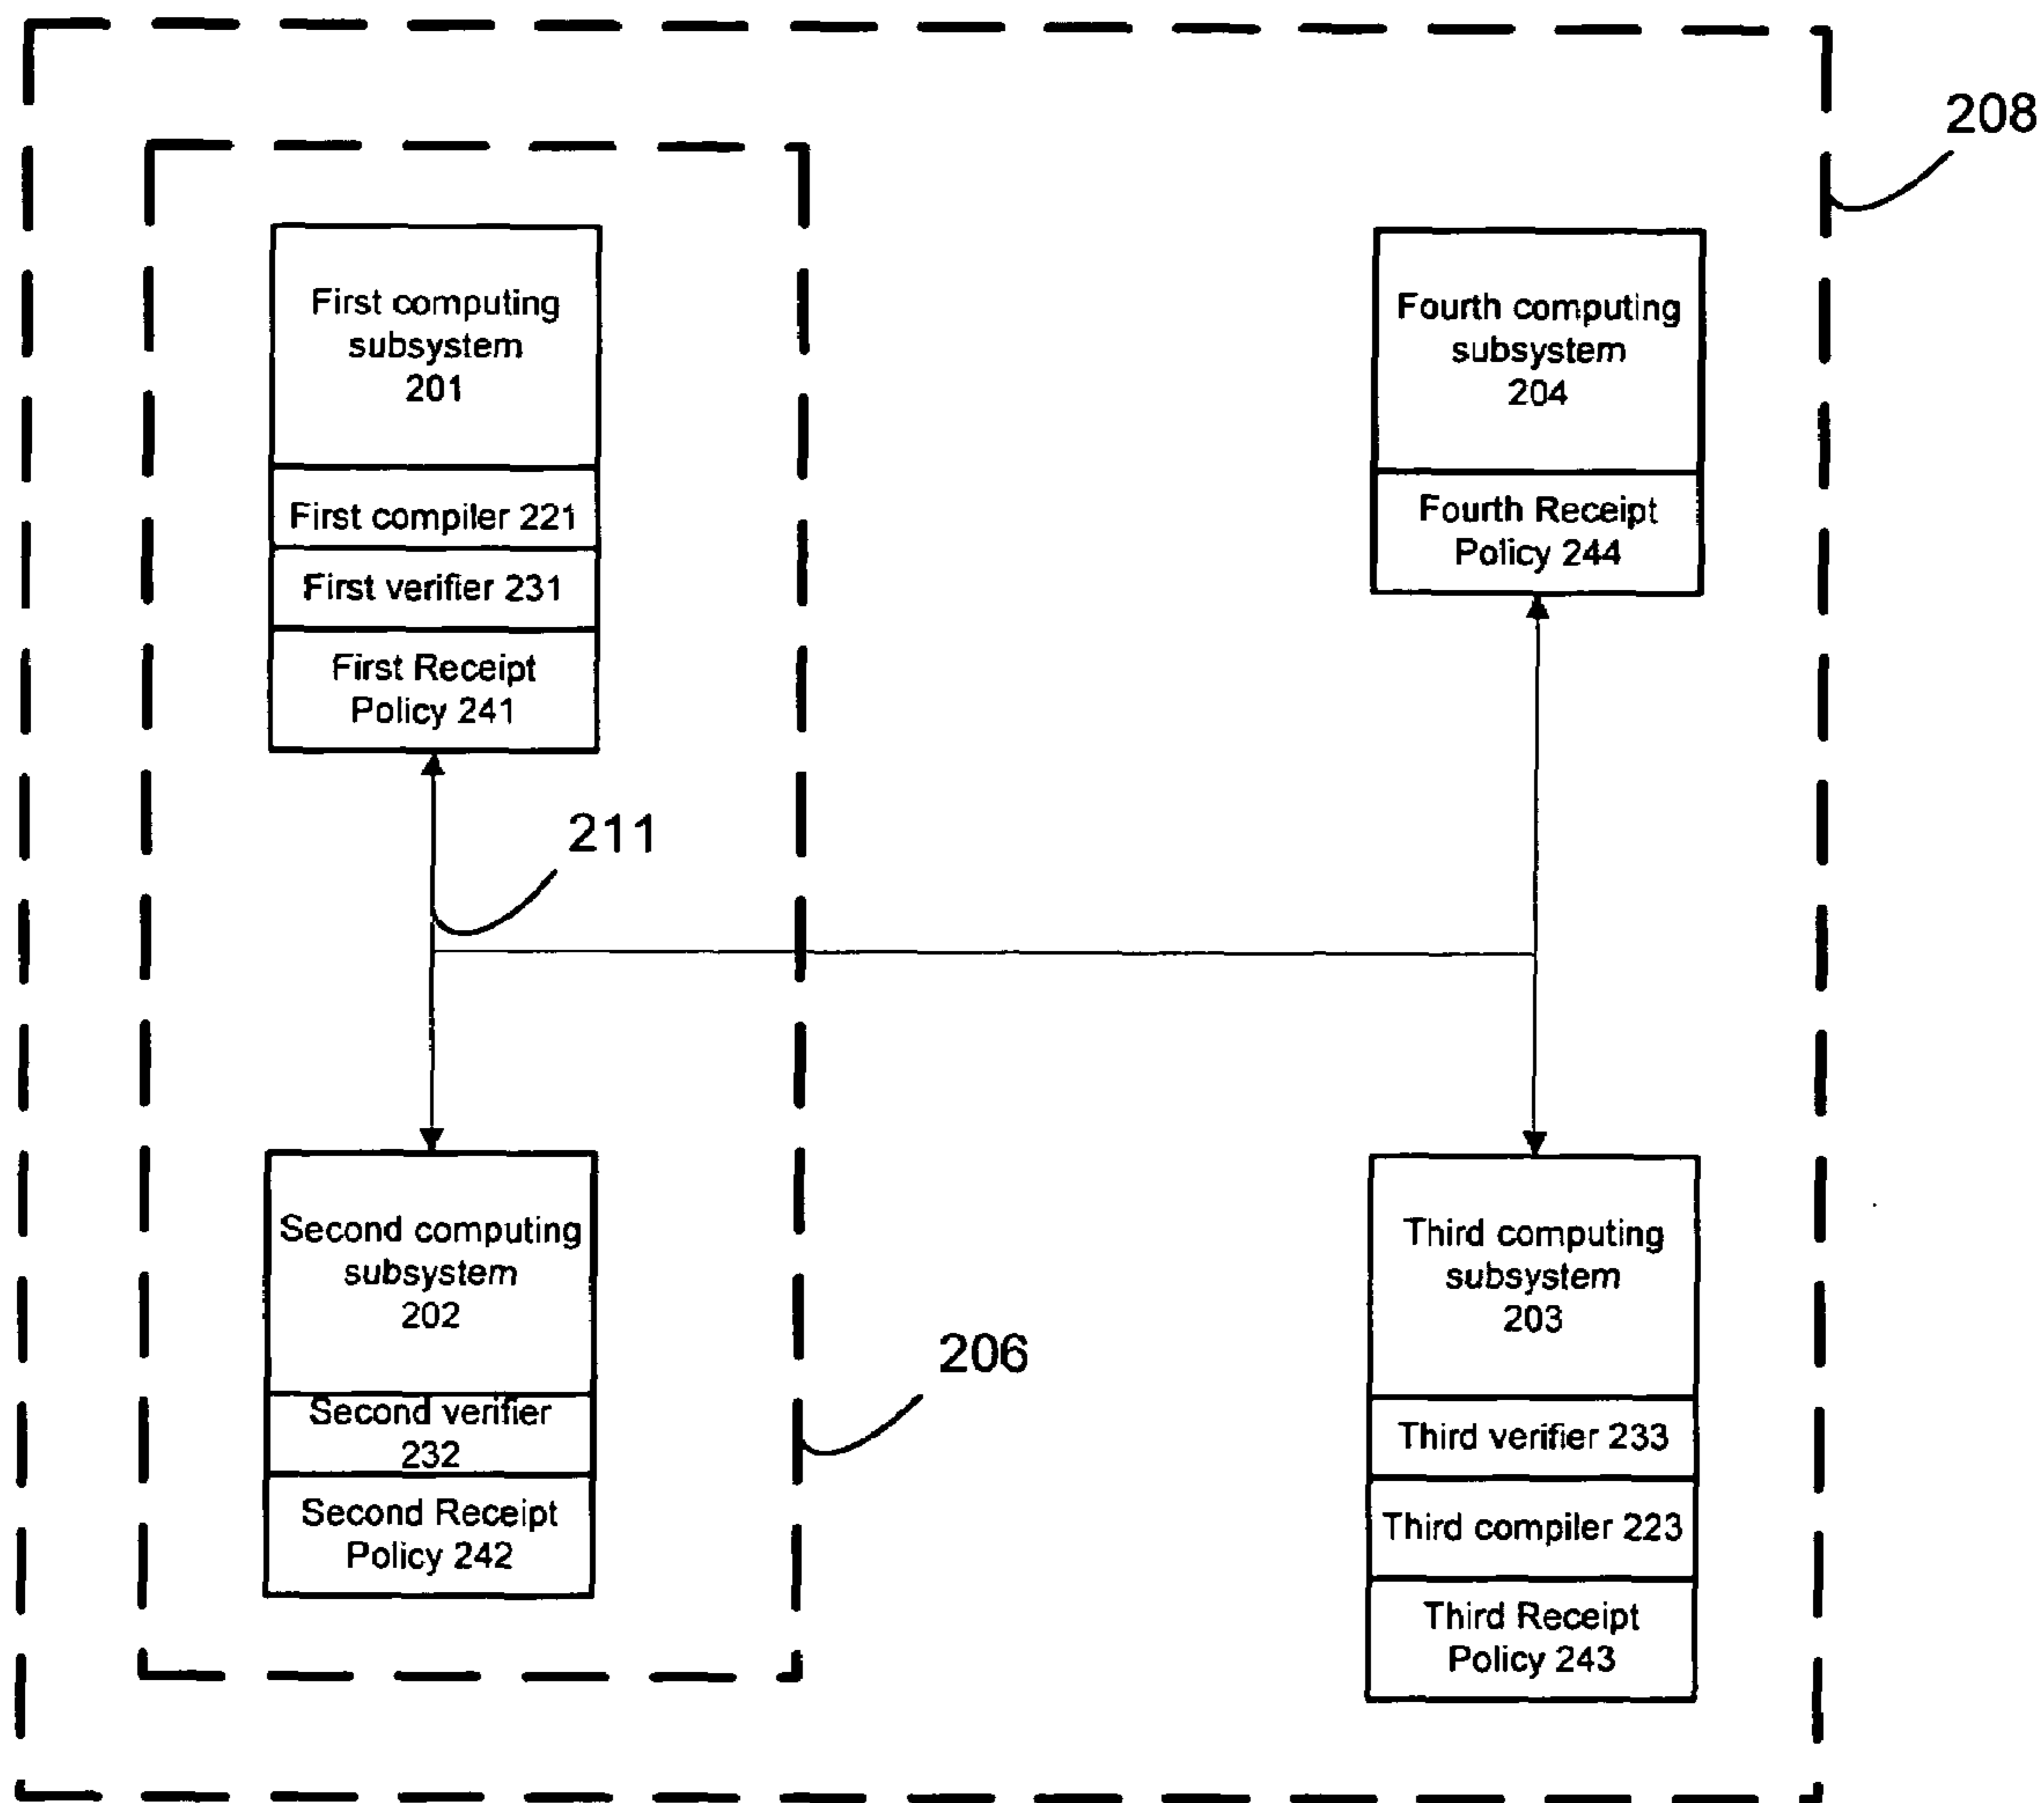 208
First computing
subsystem
201
First compiler 221
First verifier 231
First Receipt
Policy 241
Fourth computing
subsystem
204
Fourth Receipt
Policy 244
211
Second computing
subsystem
202
Second verifier
232
Second Receipt
Policy 242
206
Third computing
subsystem
203
Third verifier 233
Third compiler 223
Third Receipt
Policy 243